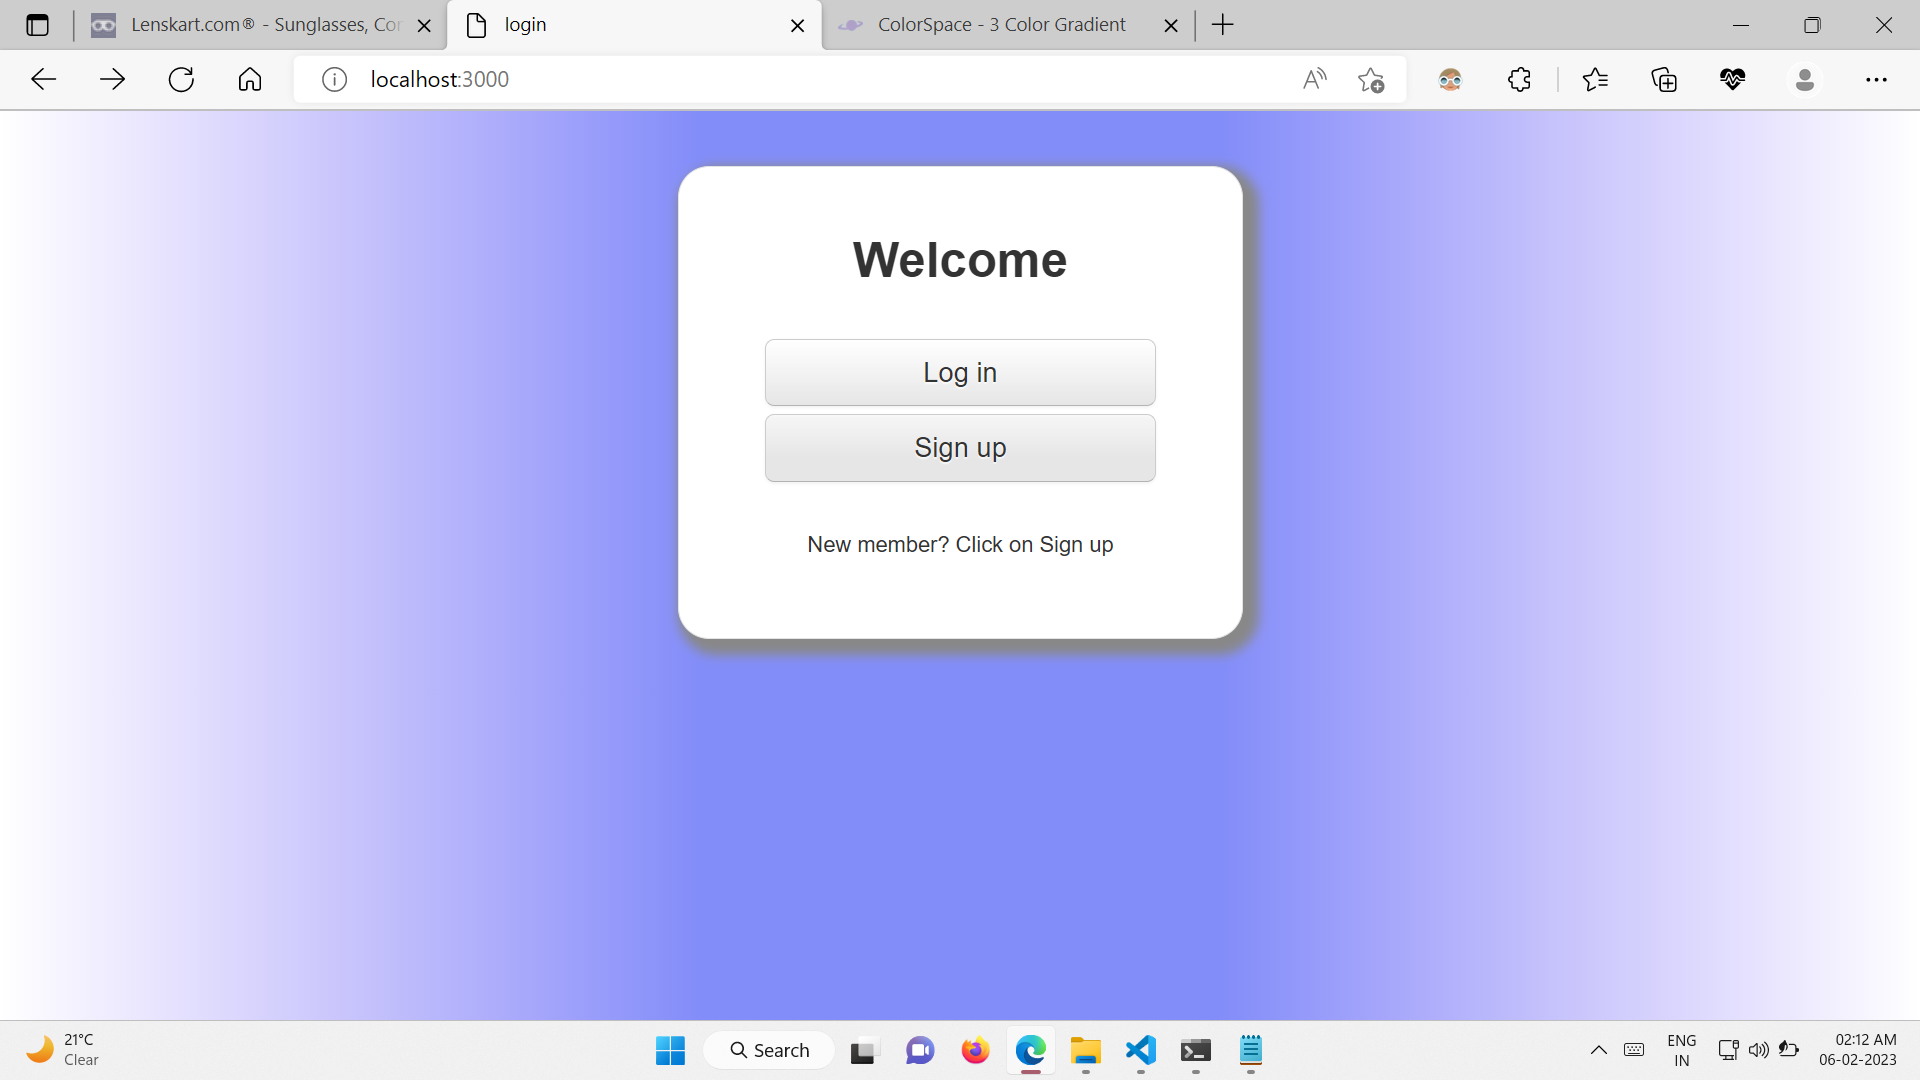 Lenskart.com® - Sunglasses, Cor
login
ColorSpace - 3 Color Gradient
localhost:3000
Welcome
Log in
Sign up
New member? Click on Sign up
21°C
Clear
Search
ENG
IN
02:12 AM
06-02-2023